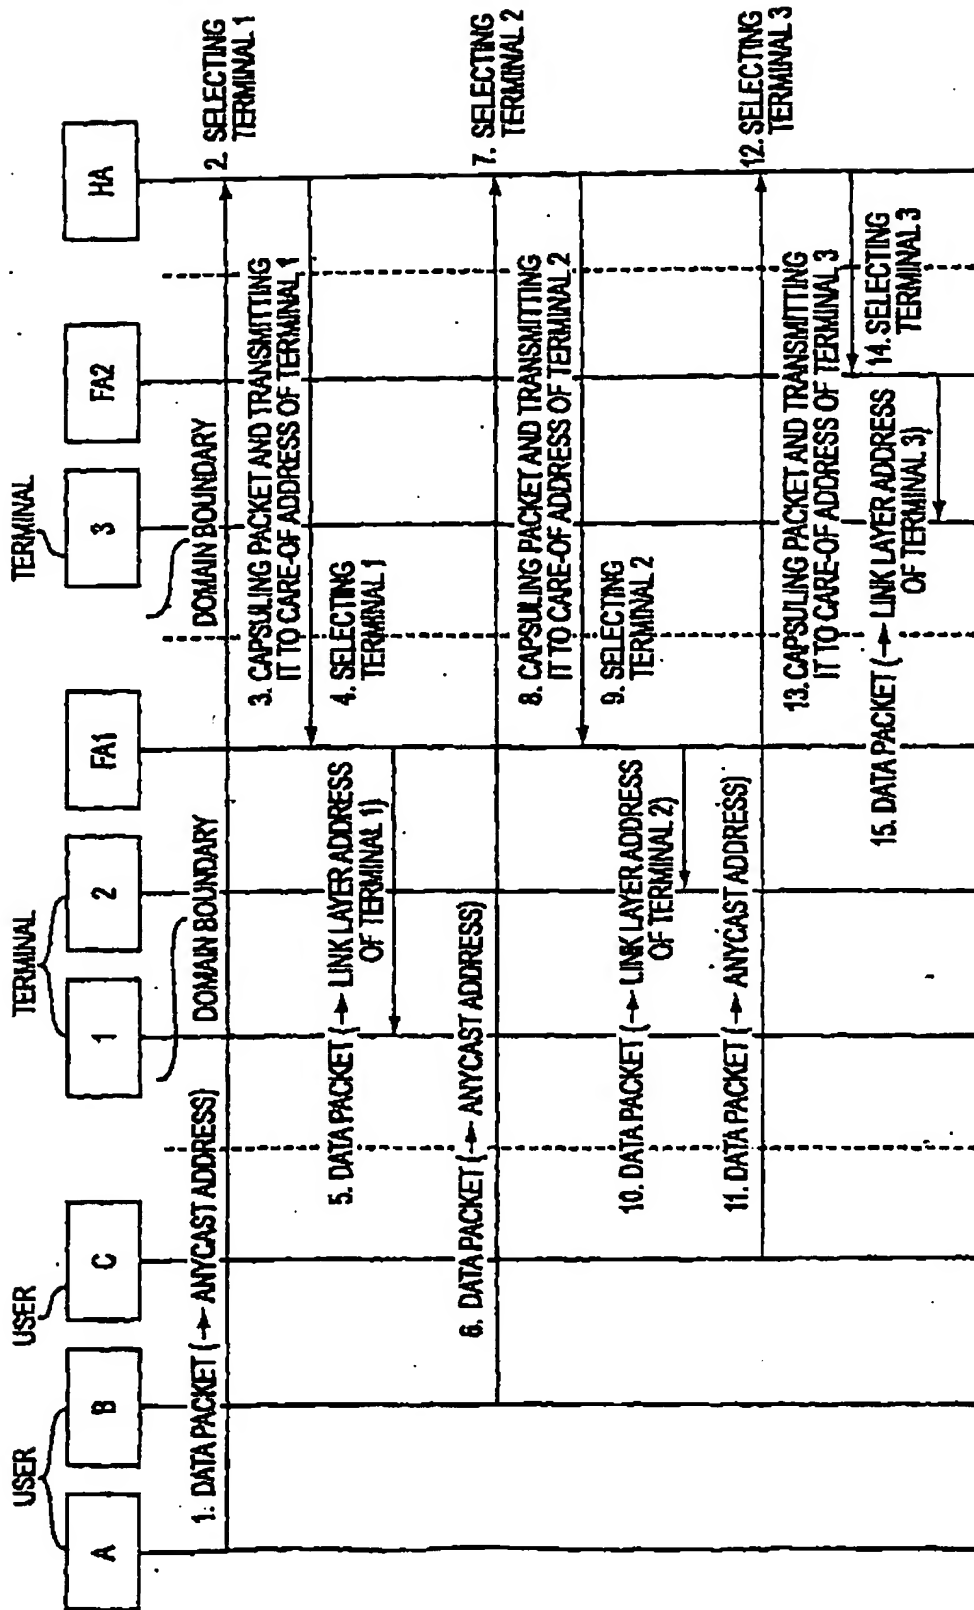 USER
USER
TERMINAL
TERMINAL
A
B
C
1
2
FA1
3
FA2
HA
DOMAIN BOUNDARY
DOMAIN BOUNDARY
1. DATA PACKET (→ ANYCAST ADDRESS)
2. SELECTING
TERMINAL 1
3. CAPSULING PACKET AND TRANSMITTING
IT TO CARE-OF ADDRESS OF TERMINAL 1
4. SELECTING
TERMINAL 1
5. DATA PACKET (→ LINK LAYER ADDRESS
OF TERMINAL 1)
6. DATA PACKET (→ ANYCAST ADDRESS)
7. SELECTING
TERMINAL 2
8. CAPSULING PACKET AND TRANSMITTING
IT TO CARE-OF ADDRESS OF TERMINAL 2
9. SELECTING
TERMINAL 2
10. DATA PACKET (→ LINK LAYER ADDRESS
OF TERMINAL 2)
11. DATA PACKET (→ ANYCAST ADDRESS)
12. SELECTING
TERMINAL 3
13. CAPSULING PACKET AND TRANSMITTING
IT TO CARE-OF ADDRESS OF TERMINAL 3
14. SELECTING
TERMINAL 3
15. DATA PACKET (→ LINK LAYER ADDRESS
OF TERMINAL 3)